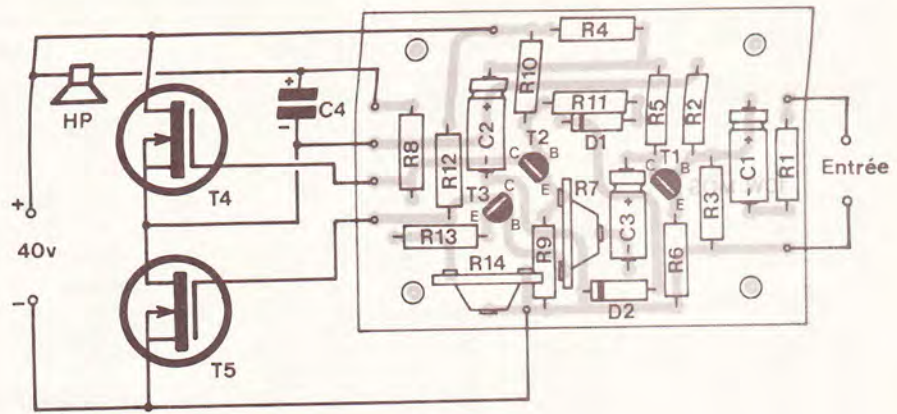 R4
R10
R11
D1
R5
R2
HP
+
C4
-
T4
R8
R12
+
C2
-
T2
C
B
E
T3
C
E
B
R7
T1
C
B
E
+
C1
-
R1
Entrée
R3
+
40v
-
R13
R14
R9
+
C3
-
R6
D2
T5